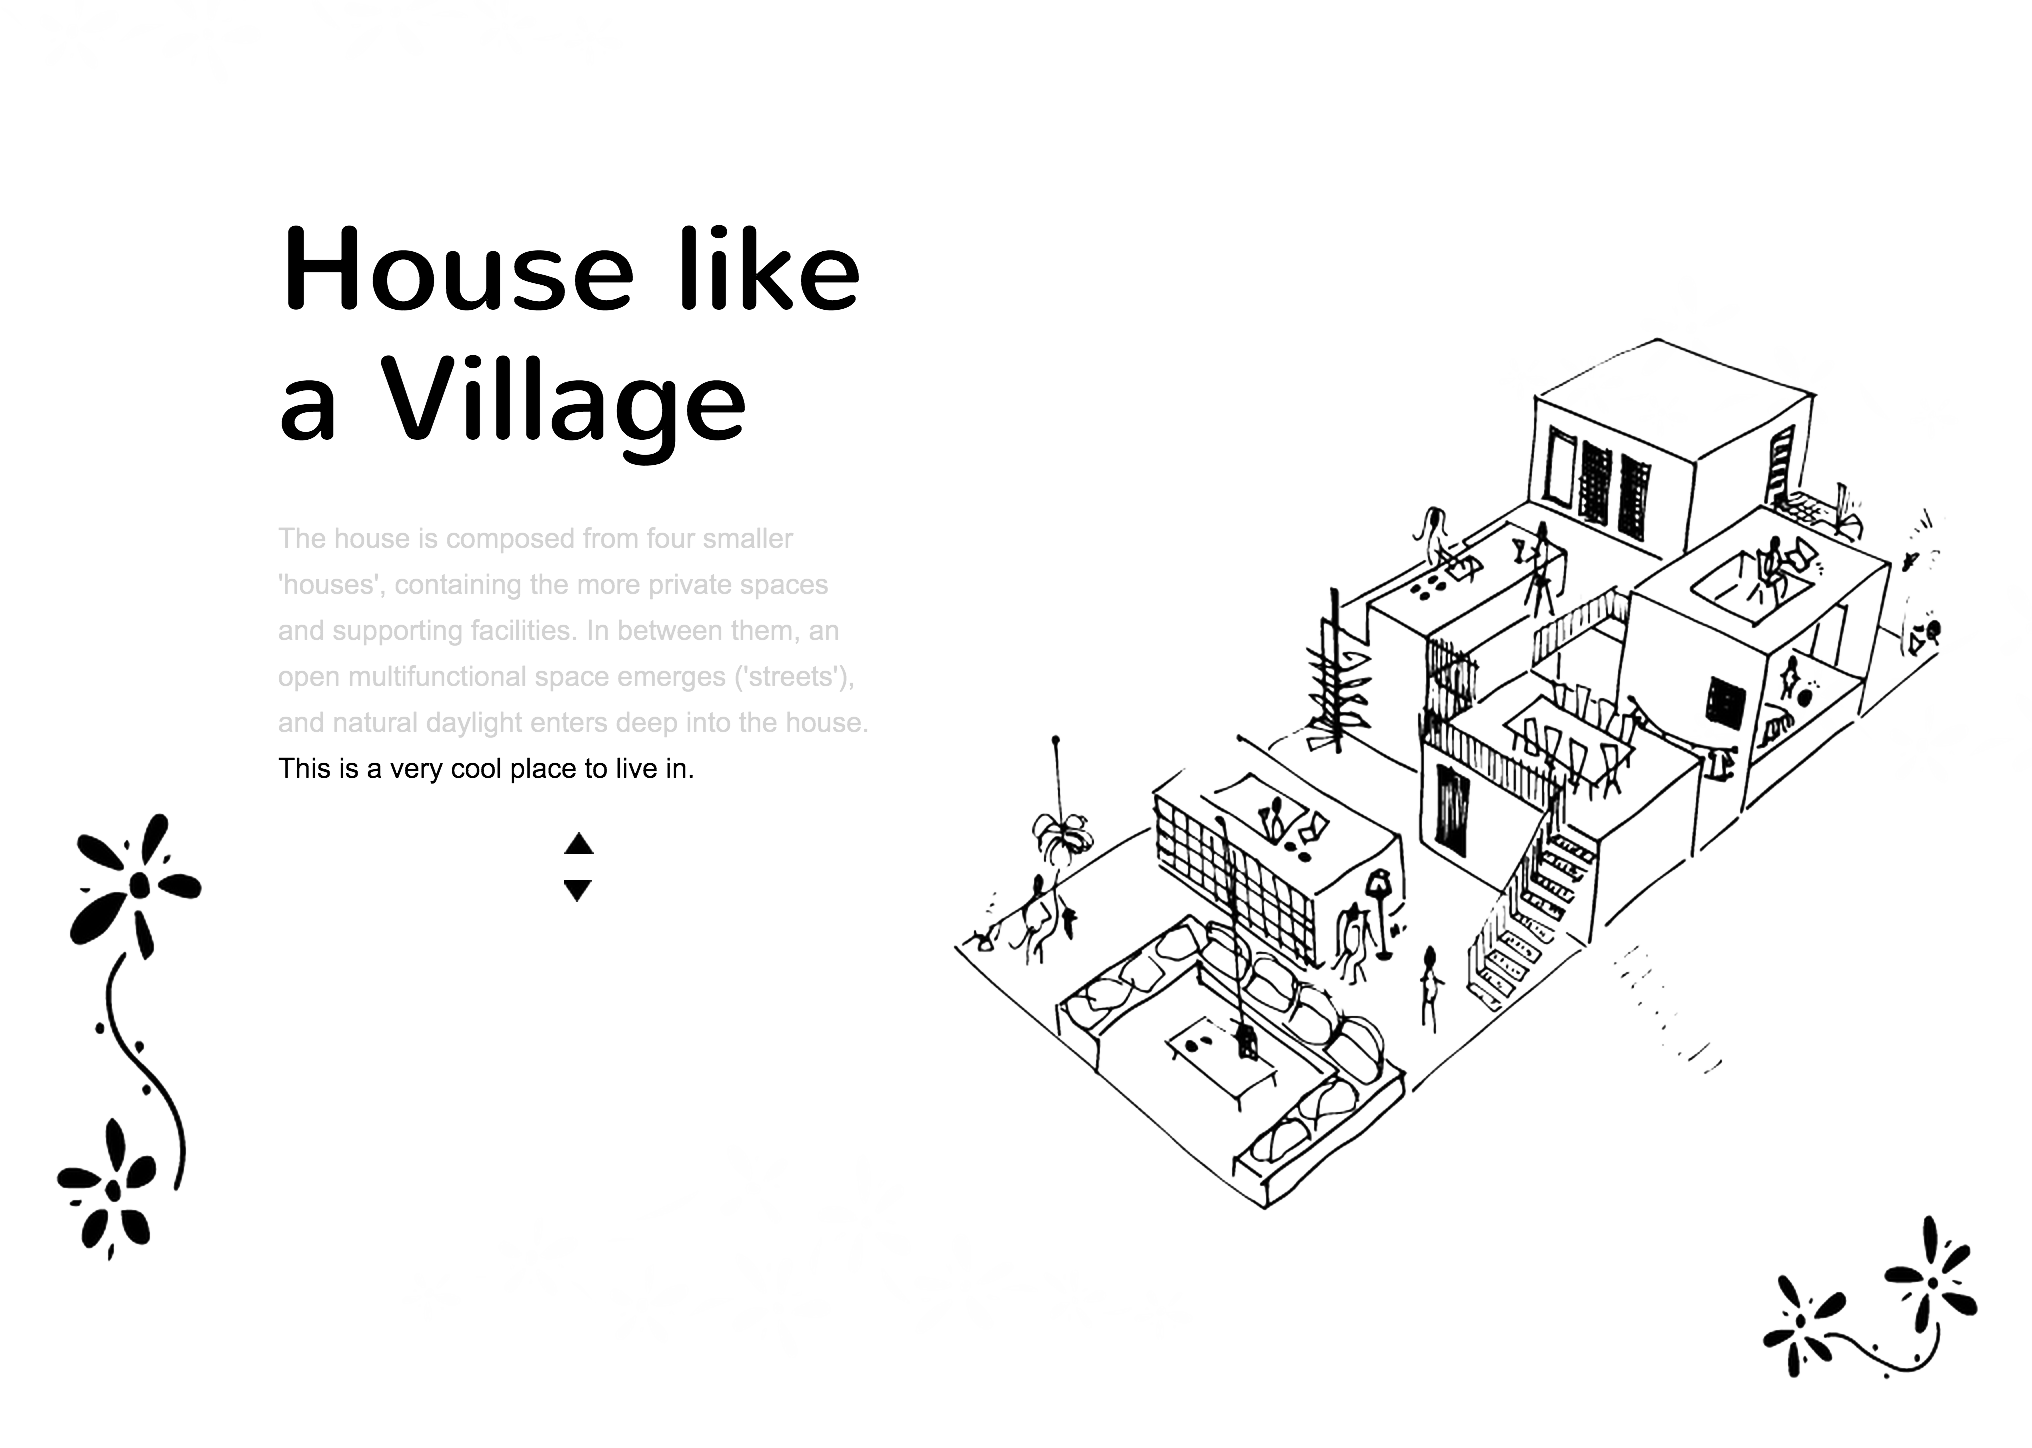 House like
a Village
The house is composed from four smaller
'houses', containing the more private spaces
and supporting facilities. In between them, an
open multifunctional space emerges ('streets'),
and natural daylight enters deep into the house.
This is a very cool place to live in.